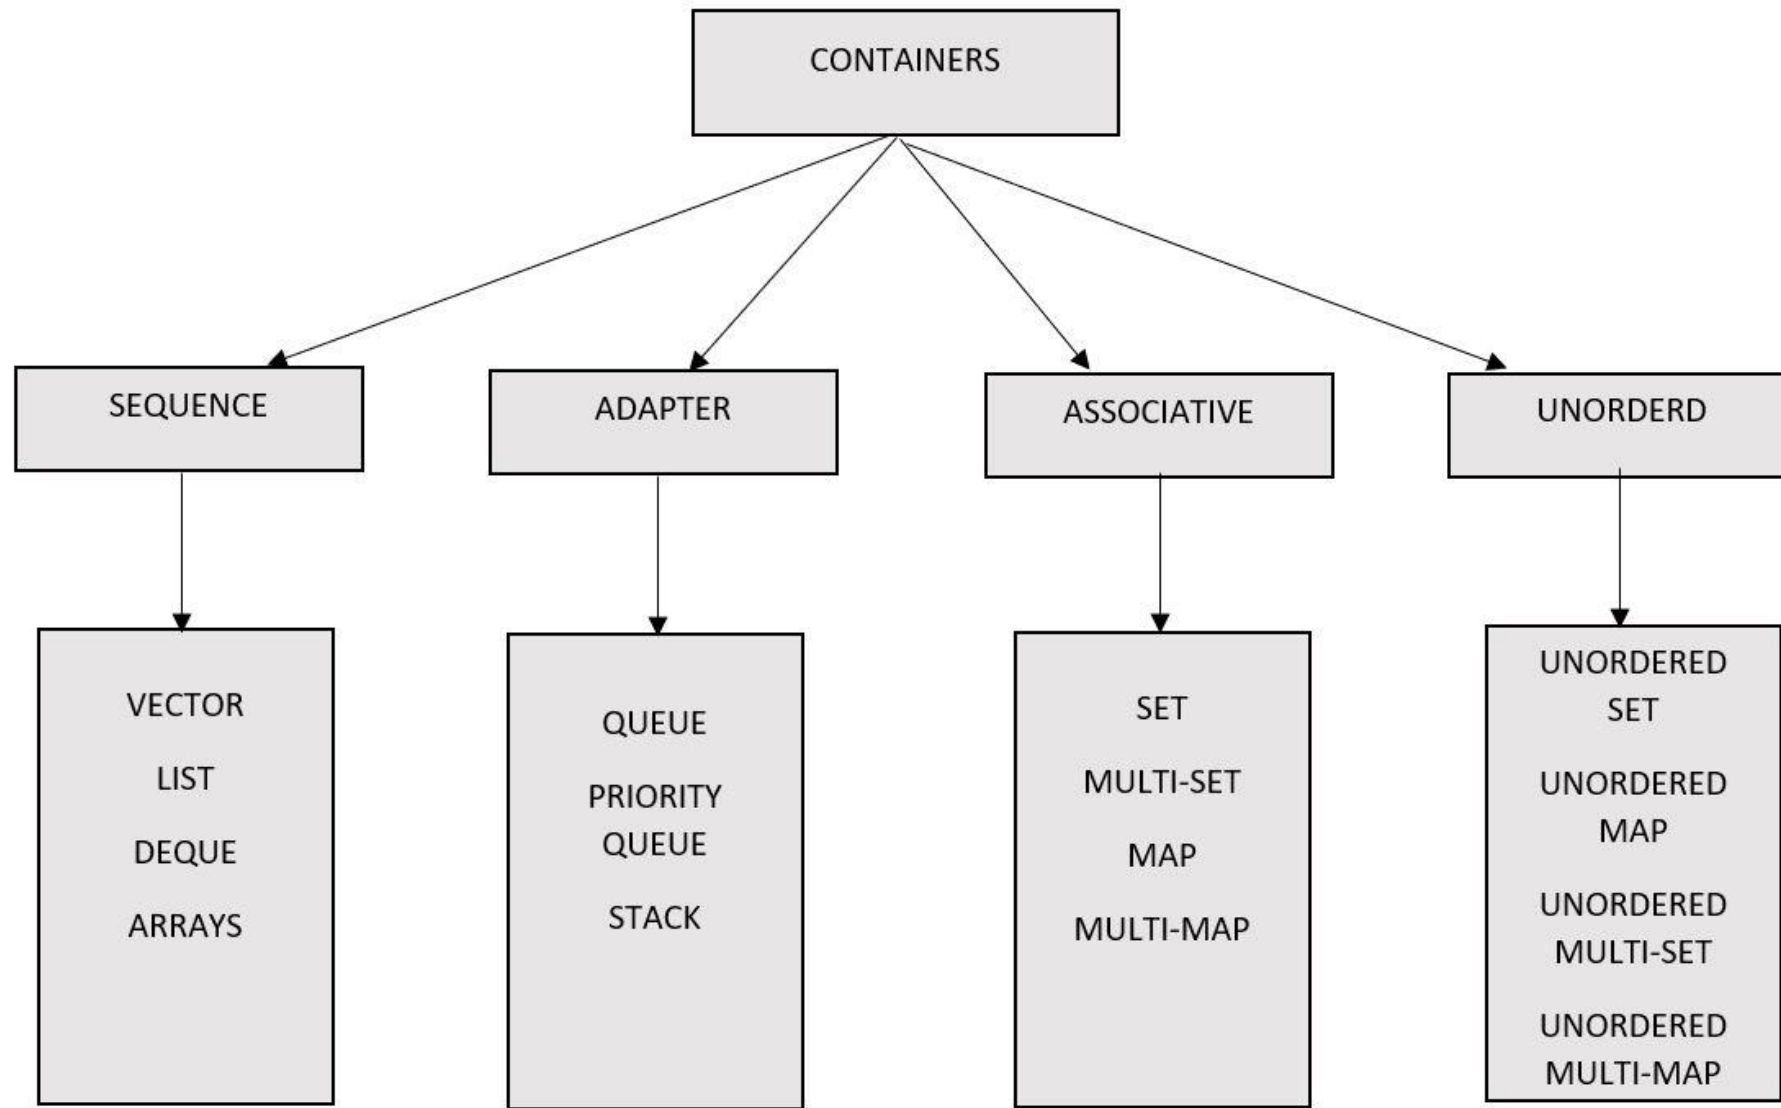 CONTAINERS
SEQUENCE
ADAPTER
ASSOCIATIVE
UNORDERD
VECTOR
LIST
DEQUE
ARRAYS
QUEUE
PRIORITY
QUEUE
STACK
SET
MULTI-SET
MAP
MULTI-MAP
UNORDERED
SET
UNORDERED
MAP
UNORDERED
MULTI-SET
UNORDERED
MULTI-MAP